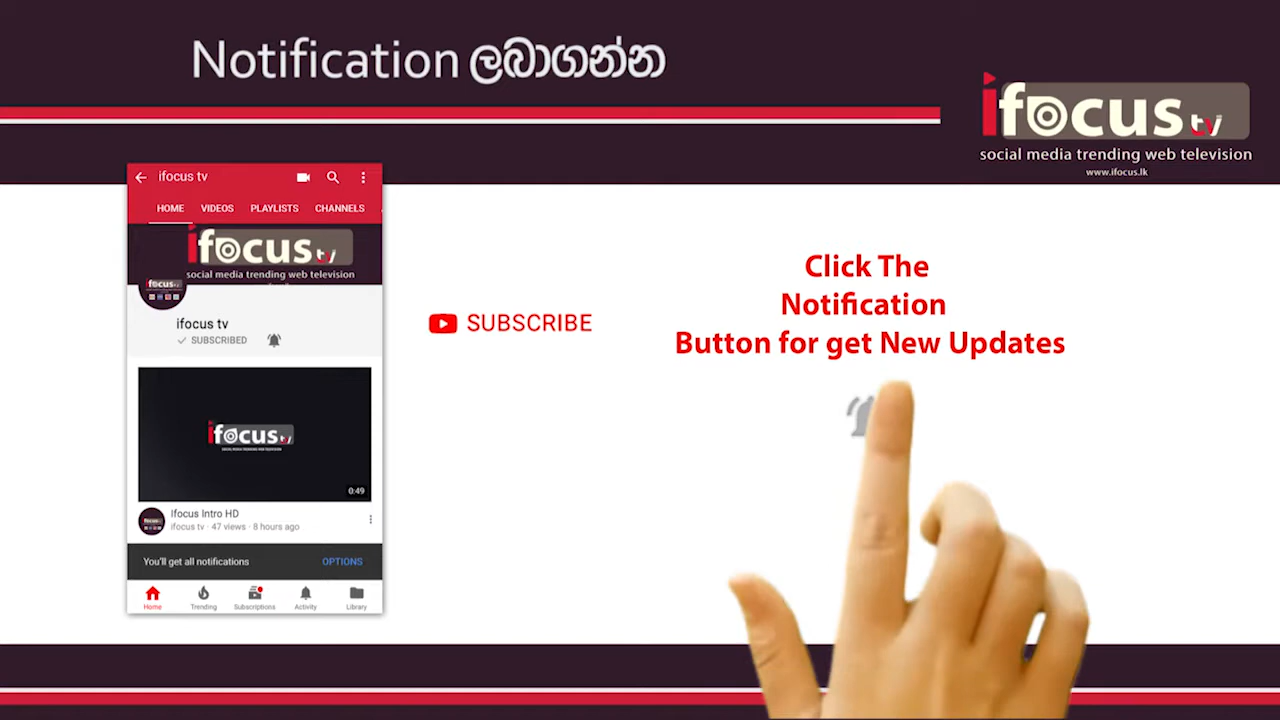 Notification ලබාගන්න
ifocus tv
social media trending web television
www.ifocus.lk
ifocus tv
HOME VIDEOS PLAYLISTS CHANNELS
ifocus tv
social media trending web television
ifocus tv
SUBSCRIBED
ifocus tv
0:49
Ifocus Intro HD
ifocus tv · 47 views · 8 hours ago
You'll get all notifications OPTIONS
Home Trending Subscriptions Activity Library
SUBSCRIBE
Click The
Notification
Button for get New Updates